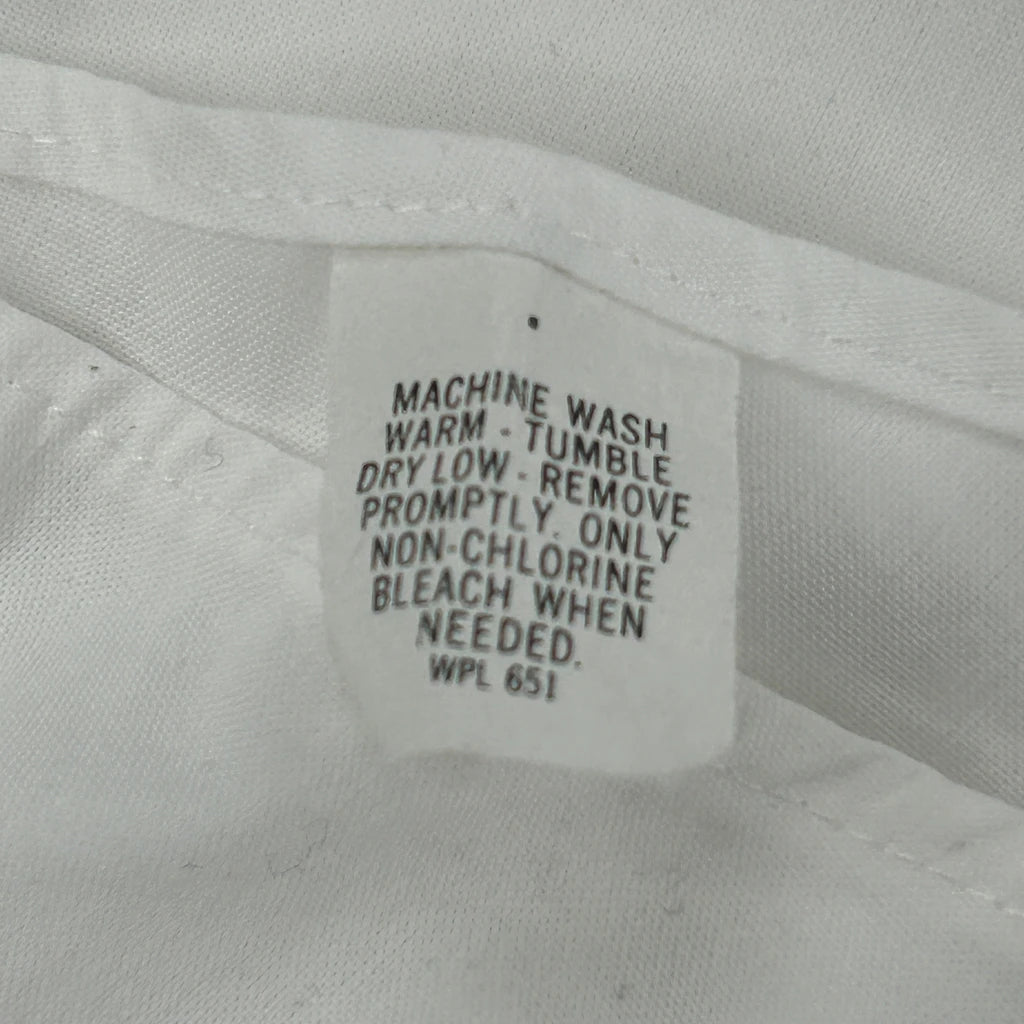 MACHINE WASH
WARM - TUMBLE
DRY LOW - REMOVE
PROMPTLY. ONLY
NON-CHLORINE
BLEACH WHEN
NEEDED.
WPL 651